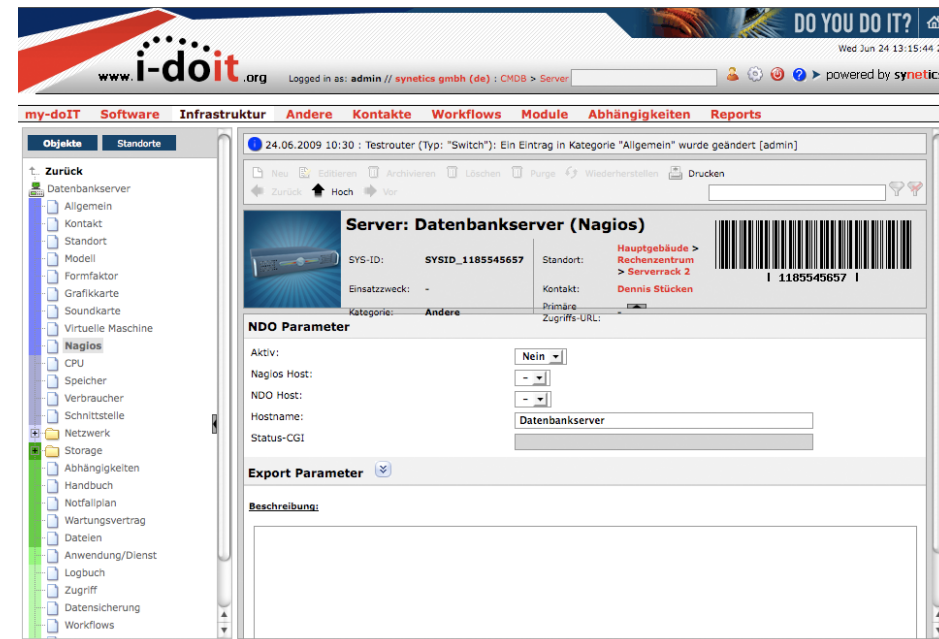 DO YOU DO IT?
Wed Jun 24 13:15:44
www.i-doit.org
Logged in as: admin // synetics gmbh (de) : CMDB > Server
powered by synetic
my-doIT Software Infrastruktur Andere Kontakte Workflows Module Abhängigkeiten Reports
Objekte Standorte
24.06.2009 10:30 : Testrouter (Typ: "Switch"): Ein Eintrag in Kategorie "Allgemein" wurde geändert [admin]
Neu Editieren Archivieren Löschen Purge Wiederherstellen Drucken
Zurück Hoch Vor
Zurück
Datenbankserver
Allgemein
Kontakt
Standort
Modell
Formfaktor
Grafikkarte
Soundkarte
Virtuelle Maschine
Nagios
CPU
Speicher
Verbraucher
Schnittstelle
Netzwerk
Storage
Abhängigkeiten
Handbuch
Notfallplan
Wartungsvertrag
Dateien
Anwendung/Dienst
Logbuch
Zugriff
Datensicherung
Workflows
Server: Datenbankserver (Nagios)
SYS-ID: SYSID_1185545657
Einsatzzweck: -
Kategorie: Andere
Standort: Hauptgebäude >
Rechenzentrum
> Serverrack 2
Kontakt: Dennis Stücken
Primäre
Zugriffs-URL: -
1185545657
NDO Parameter
Aktiv: Nein
Nagios Host: -
NDO Host: -
Hostname: Datenbankserver
Status-CGI
Export Parameter
Beschreibung: